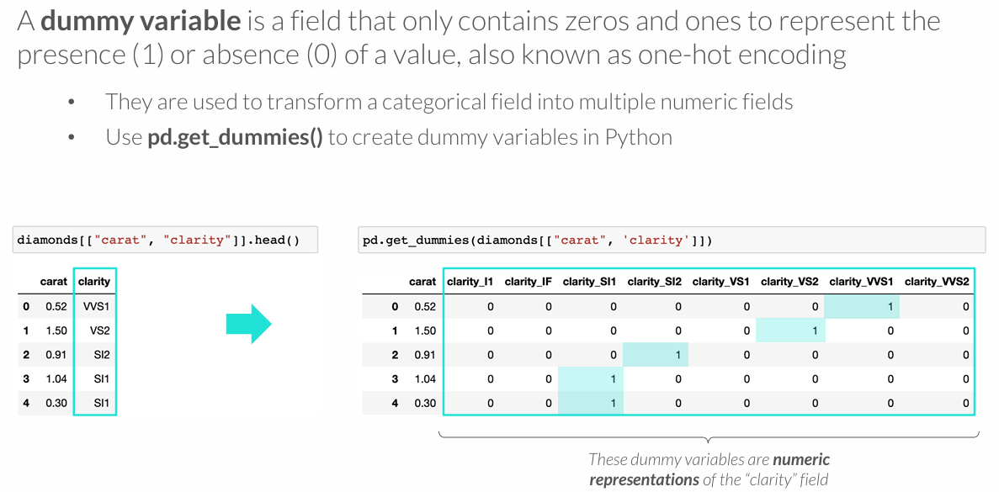 A dummy variable is a field that only contains zeros and ones to represent the
presence (1) or absence (0) of a value, also known as one-hot encoding
• They are used to transform a categorical field into multiple numeric fields
• Use pd.get_dummies() to create dummy variables in Python
diamonds[["carat", "clarity"]].head()
carat clarity
0 0.52 VVS1
1 1.50 VS2
2 0.91 SI2
3 1.04 SI1
4 0.30 SI1
pd.get_dummies(diamonds[["carat", 'clarity']])
carat clarity_I1 clarity_IF clarity_SI1 clarity_SI2 clarity_VS1 clarity_VS2 clarity_VVS1 clarity_VVS2
0 0.52 0 0 0 0 0 0 1 0
1 1.50 0 0 0 0 0 1 0 0
2 0.91 0 0 0 1 0 0 0 0
3 1.04 0 0 1 0 0 0 0 0
4 0.30 0 0 1 0 0 0 0 0
These dummy variables are numeric
representations of the “clarity” field